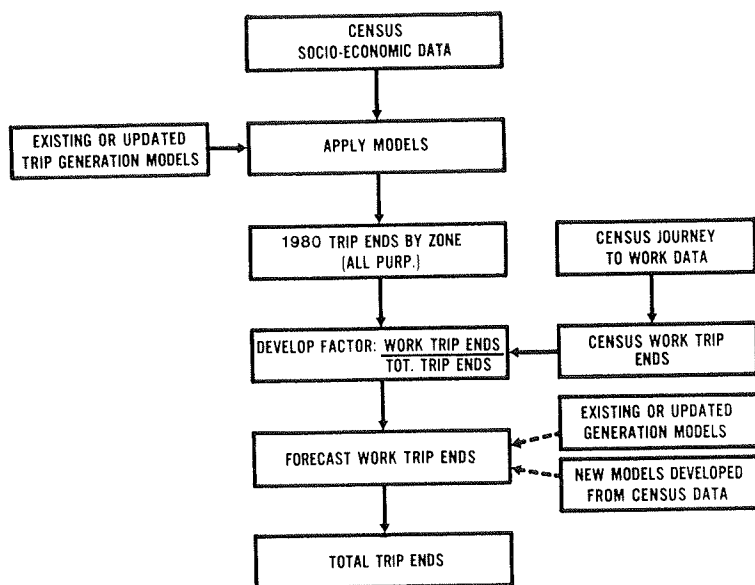 CENSUS
SOCIO-ECONOMIC DATA
EXISTING OR UPDATED
TRIP GENERATION MODELS
APPLY MODELS
1980 TRIP ENDS BY ZONE
(ALL PURP.)
CENSUS JOURNEY
TO WORK DATA
DEVELOP FACTOR: WORK TRIP ENDS
TOT. TRIP ENDS
CENSUS WORK TRIP
ENDS
EXISTING OR UPDATED
GENERATION MODELS
FORECAST WORK TRIP ENDS
NEW MODELS DEVELOPED
FROM CENSUS DATA
TOTAL TRIP ENDS